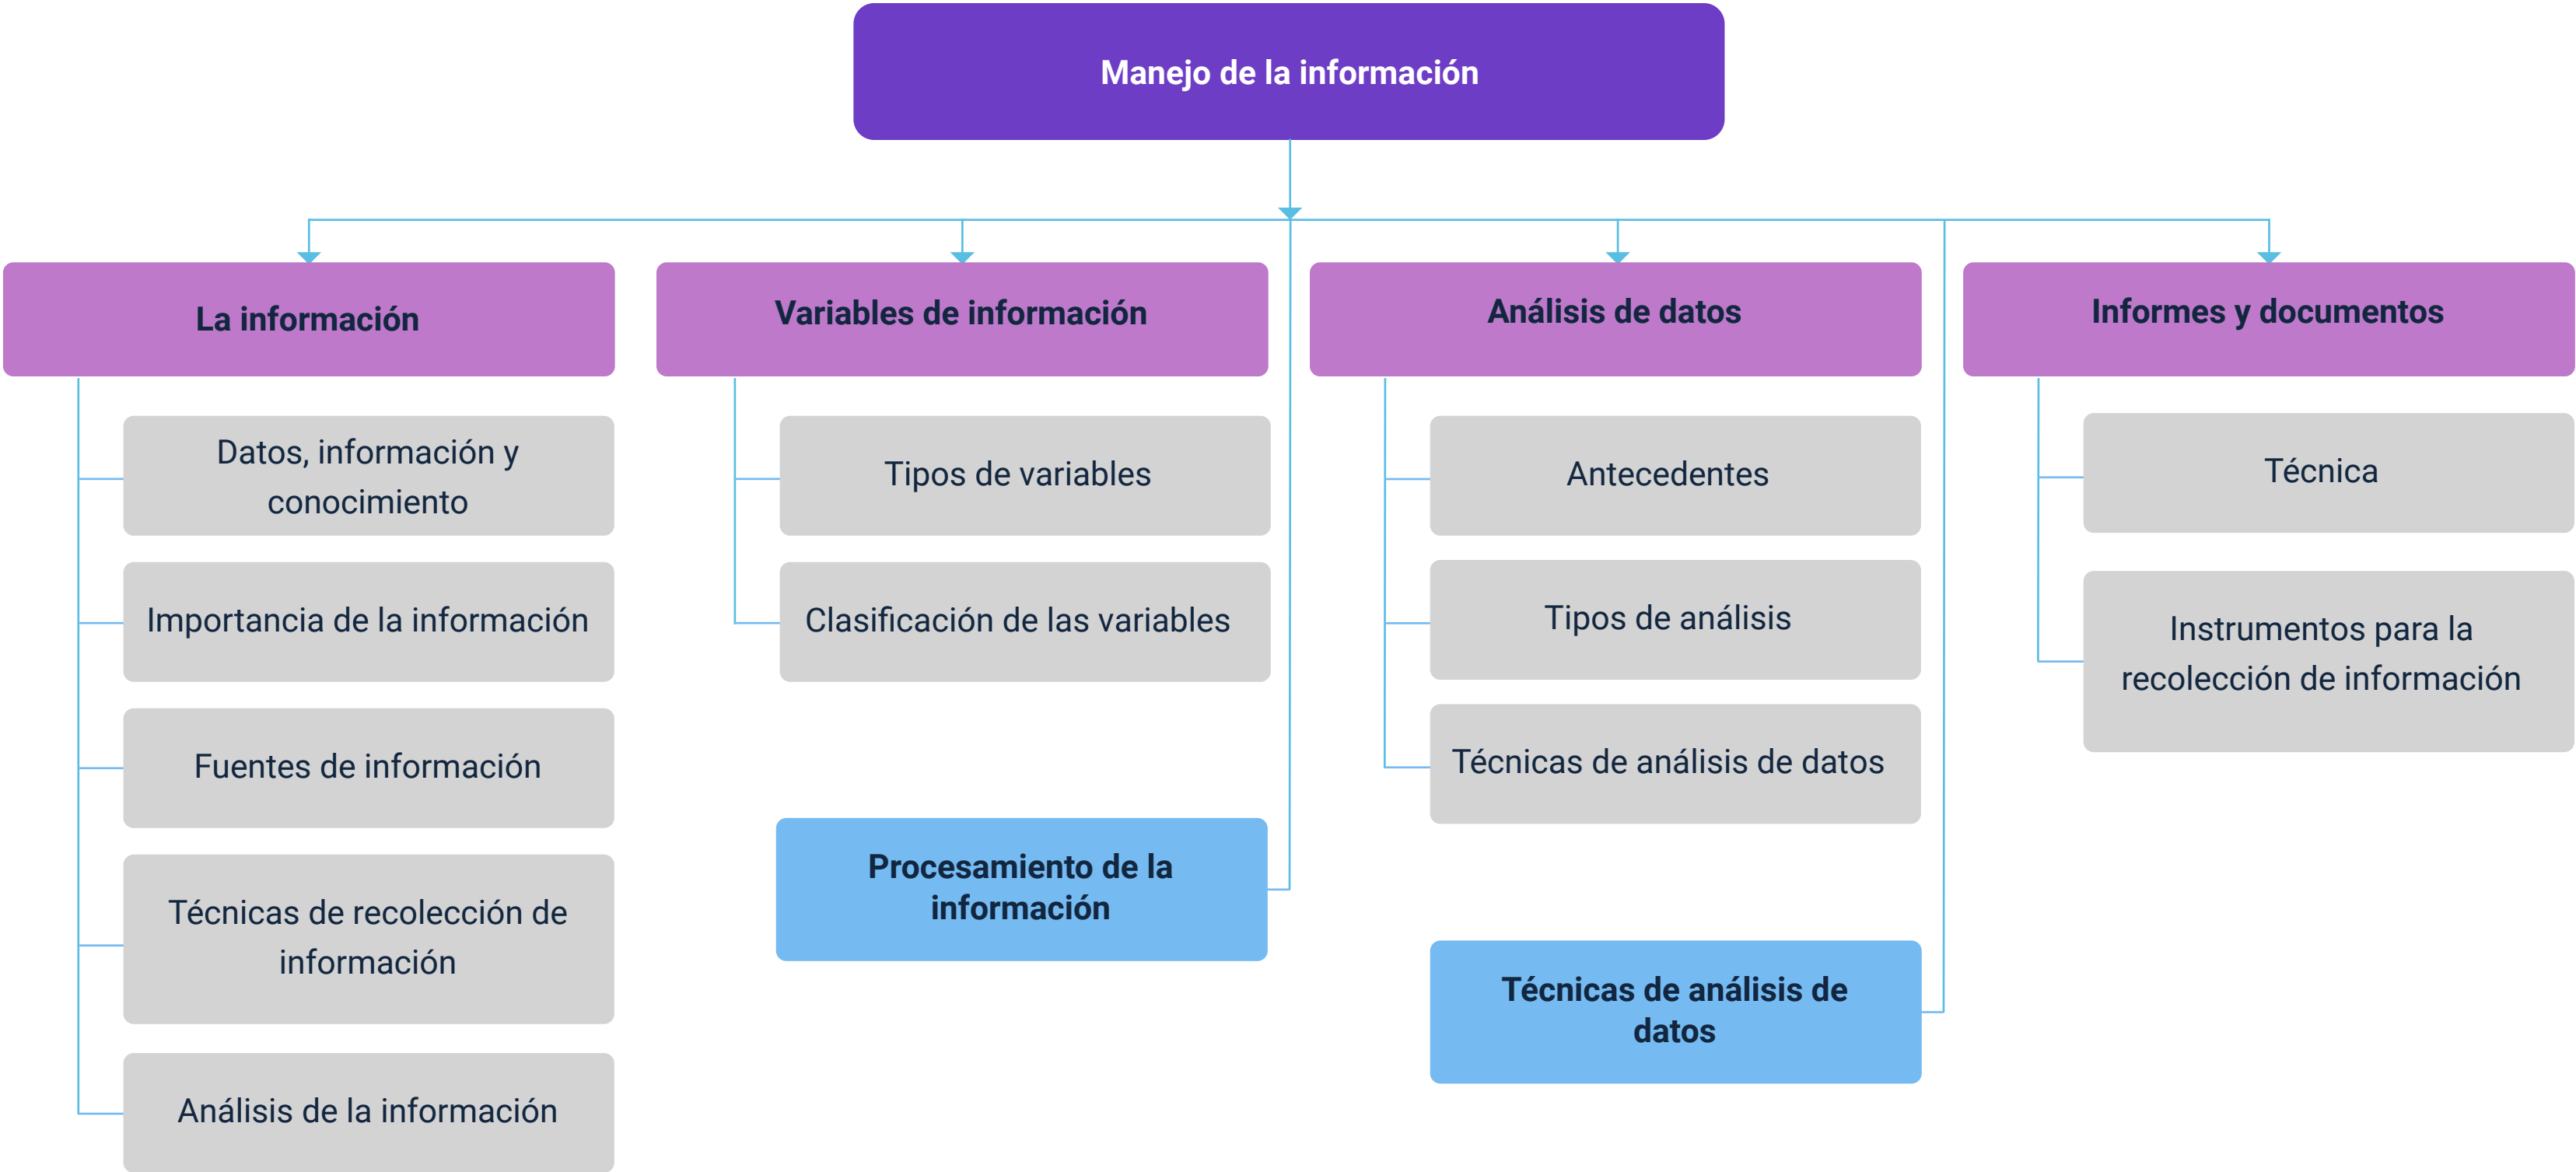 Manejo de la información
La información
Datos, información y
conocimiento
Importancia de la información
Fuentes de información
Técnicas de recolección de
información
Análisis de la información
Variables de información
Tipos de variables
Clasificación de las variables
Procesamiento de la
información
Análisis de datos
Antecedentes
Tipos de análisis
Técnicas de análisis de datos
Técnicas de análisis de
datos
Informes y documentos
Técnica
Instrumentos para la
recolección de información